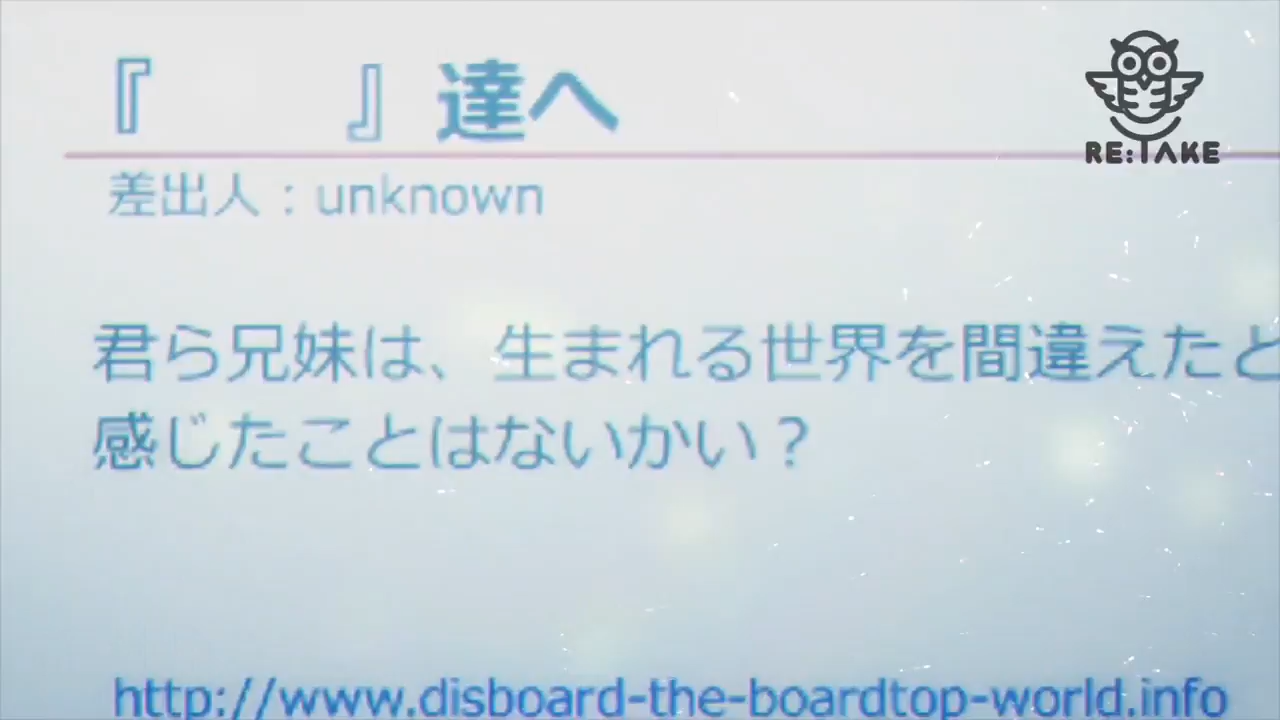 『　　　』達へ
RE:TAKE
差出人：unknown
君ら兄妹は、生まれる世界を間違えたと
感じたことはないかい？
http://www.disboard-the-boardtop-world.info